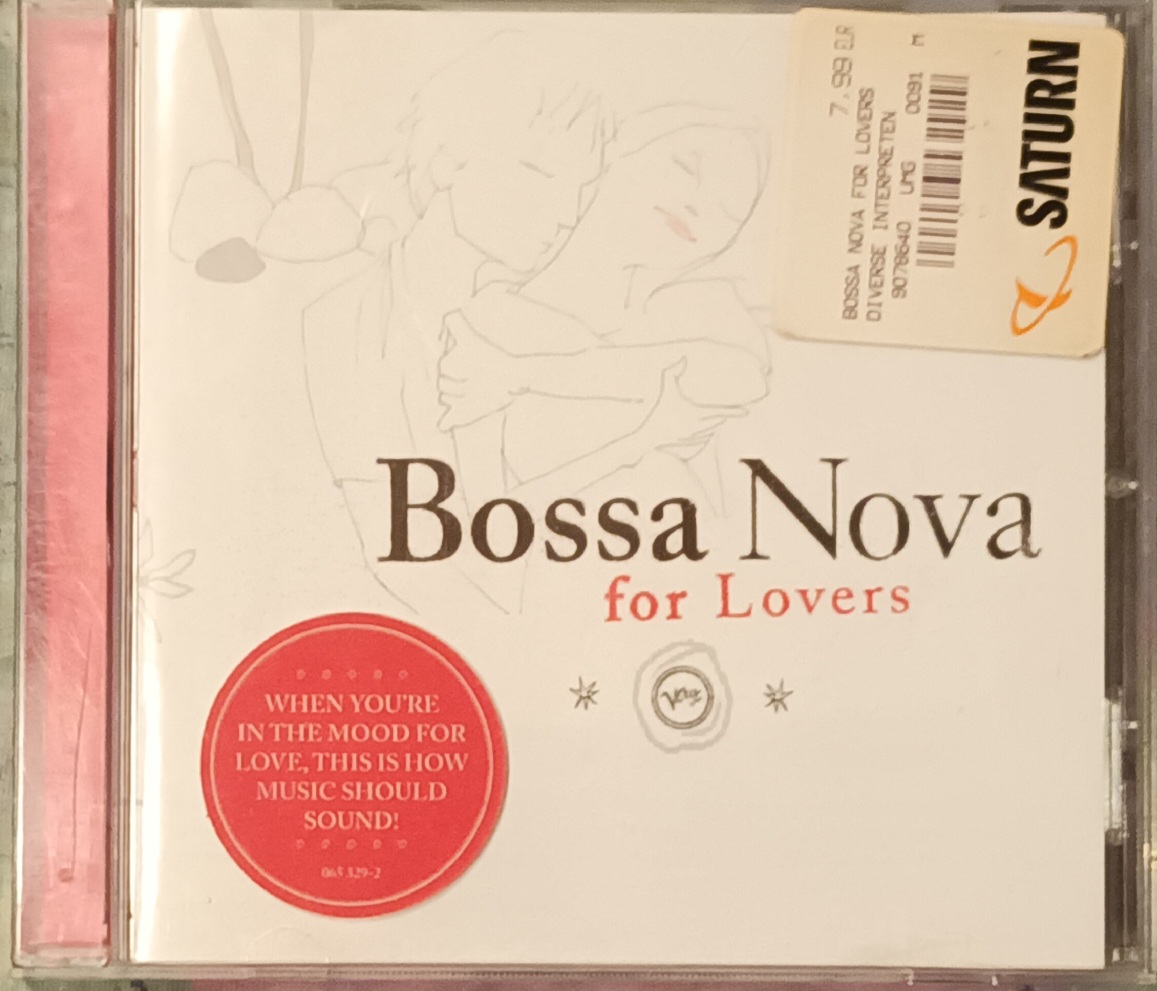 7.99 EUR
BOSSA NOVA FOR LOVERS
DIVERSE INTERPRETEN
9078640 UMG 0091 M
SATURN
Bossa Nova
for Lovers
WHEN YOU'RE
IN THE MOOD FOR
LOVE, THIS IS HOW
MUSIC SHOULD
SOUND!
065 329-2